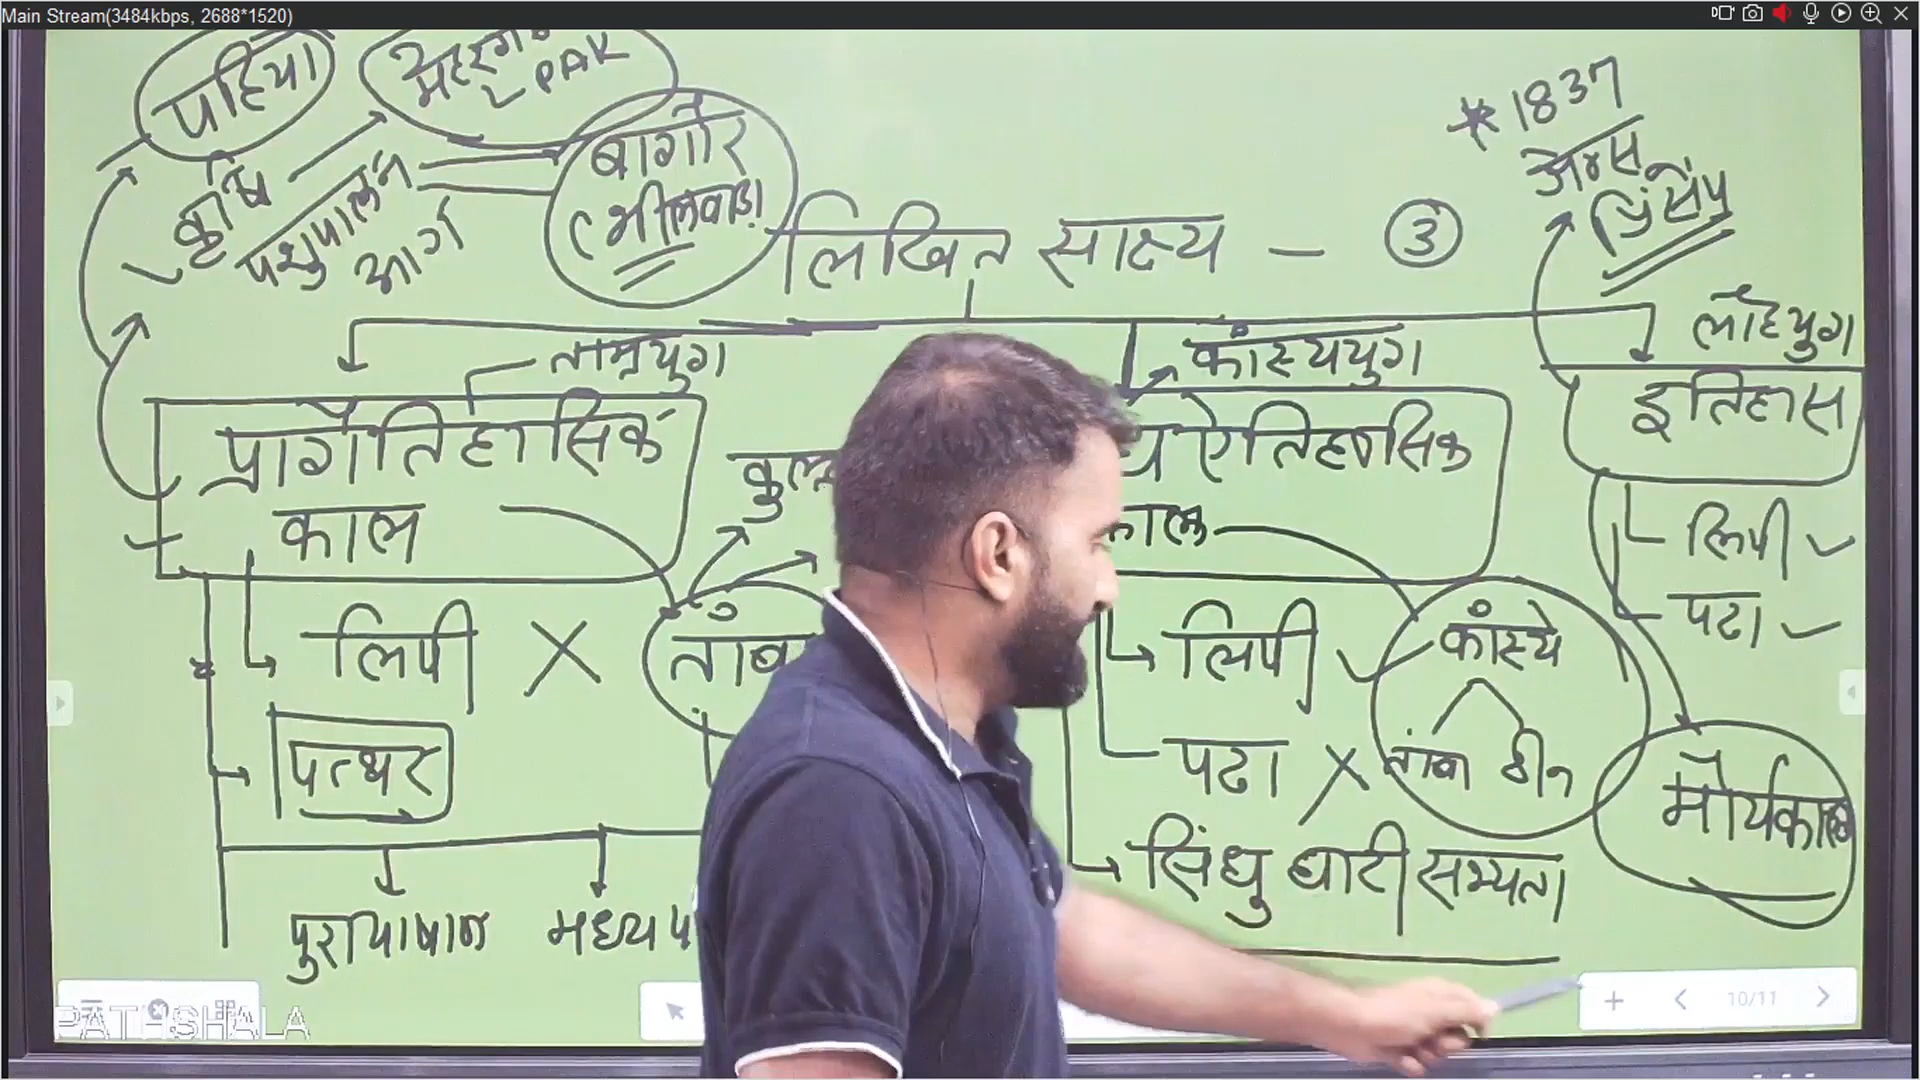 Main Stream(3484kbps, 2688*1520)
पहिया
PAK
कृषि
पशुपालन
आग
बागोर
(भीलवाड़ा
* 1837
जेम्स
प्रिंसेप
लिखित साक्ष्य - 3
लौहयुग
ताम्रयुग
कांस्ययुग
इतिहास
प्रागैतिहासिक
काल
ऐतिहासिक
लिपी ✓
पढा ✓
लिपी ×
लिपी ✓
कांस्ये
तांबा टीन
पत्थर
पढा ×
मौर्यकाल
सिंधु घाटी सभ्यता
पुरापाषाण
मध्य
PATHSHALA
10/11